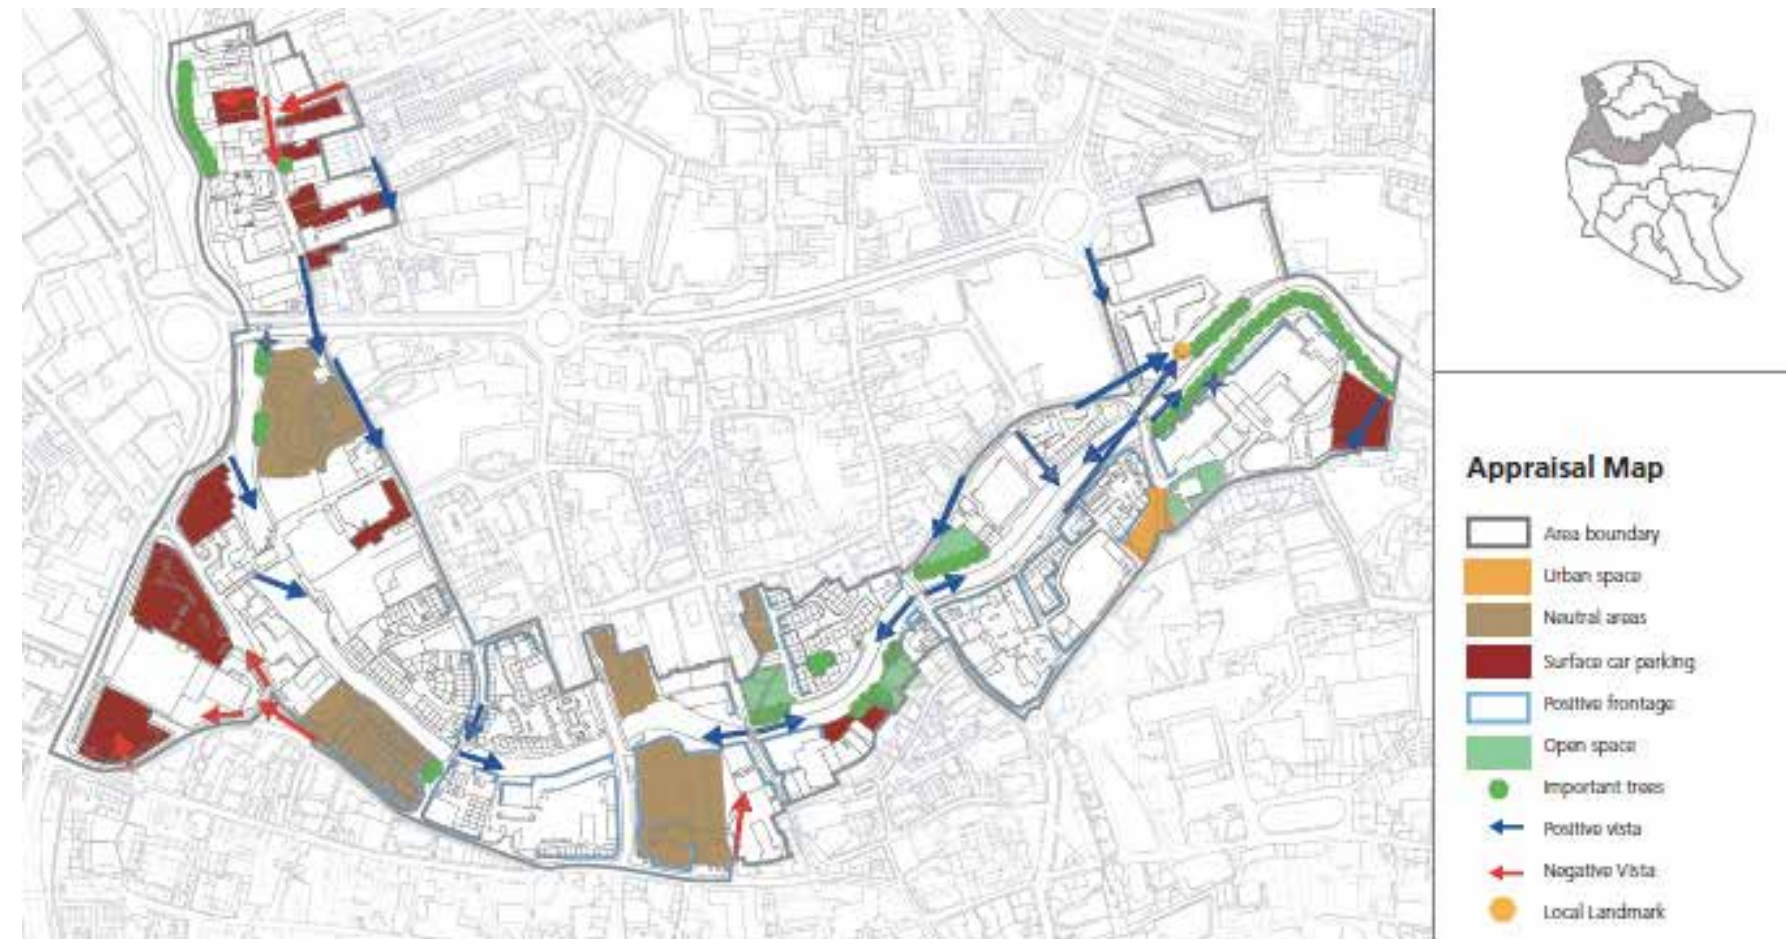 Appraisal Map
Area boundary
Urban space
Neutral areas
Surface car parking
Positive frontage
Open space
Important trees
Positive vista
Negative Vista
Local Landmark